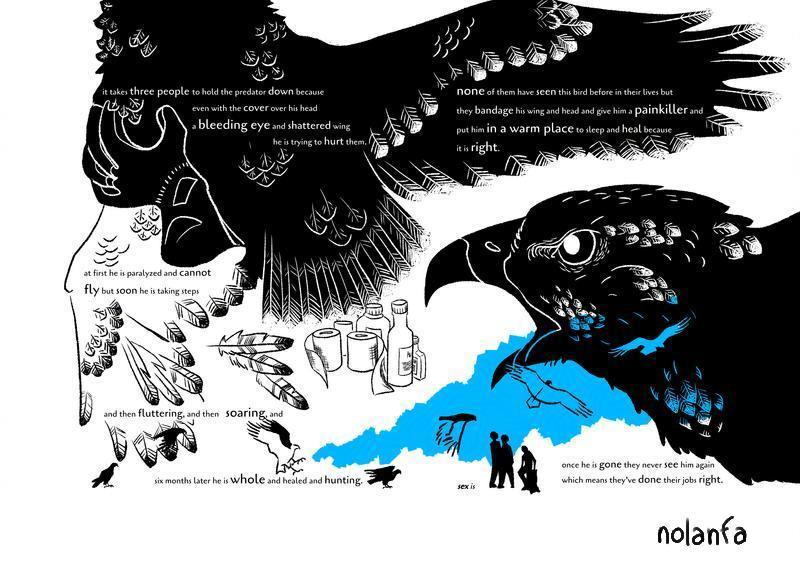 it takes three people to hold the predator down because
even with the cover over his head
a bleeding eye and shattered wing
he is trying to hurt them.
none of them have seen this bird before in their lives but
they bandage his wing and head and give him a painkiller and
put him in a warm place to sleep and heal because
it is right.
at first he is paralyzed and cannot
fly but soon he is taking steps
and then fluttering, and then soaring, and
six months later he is whole and healed and hunting.
sex is
once he is gone they never see him again
which means they've done their jobs right.
nolanfa